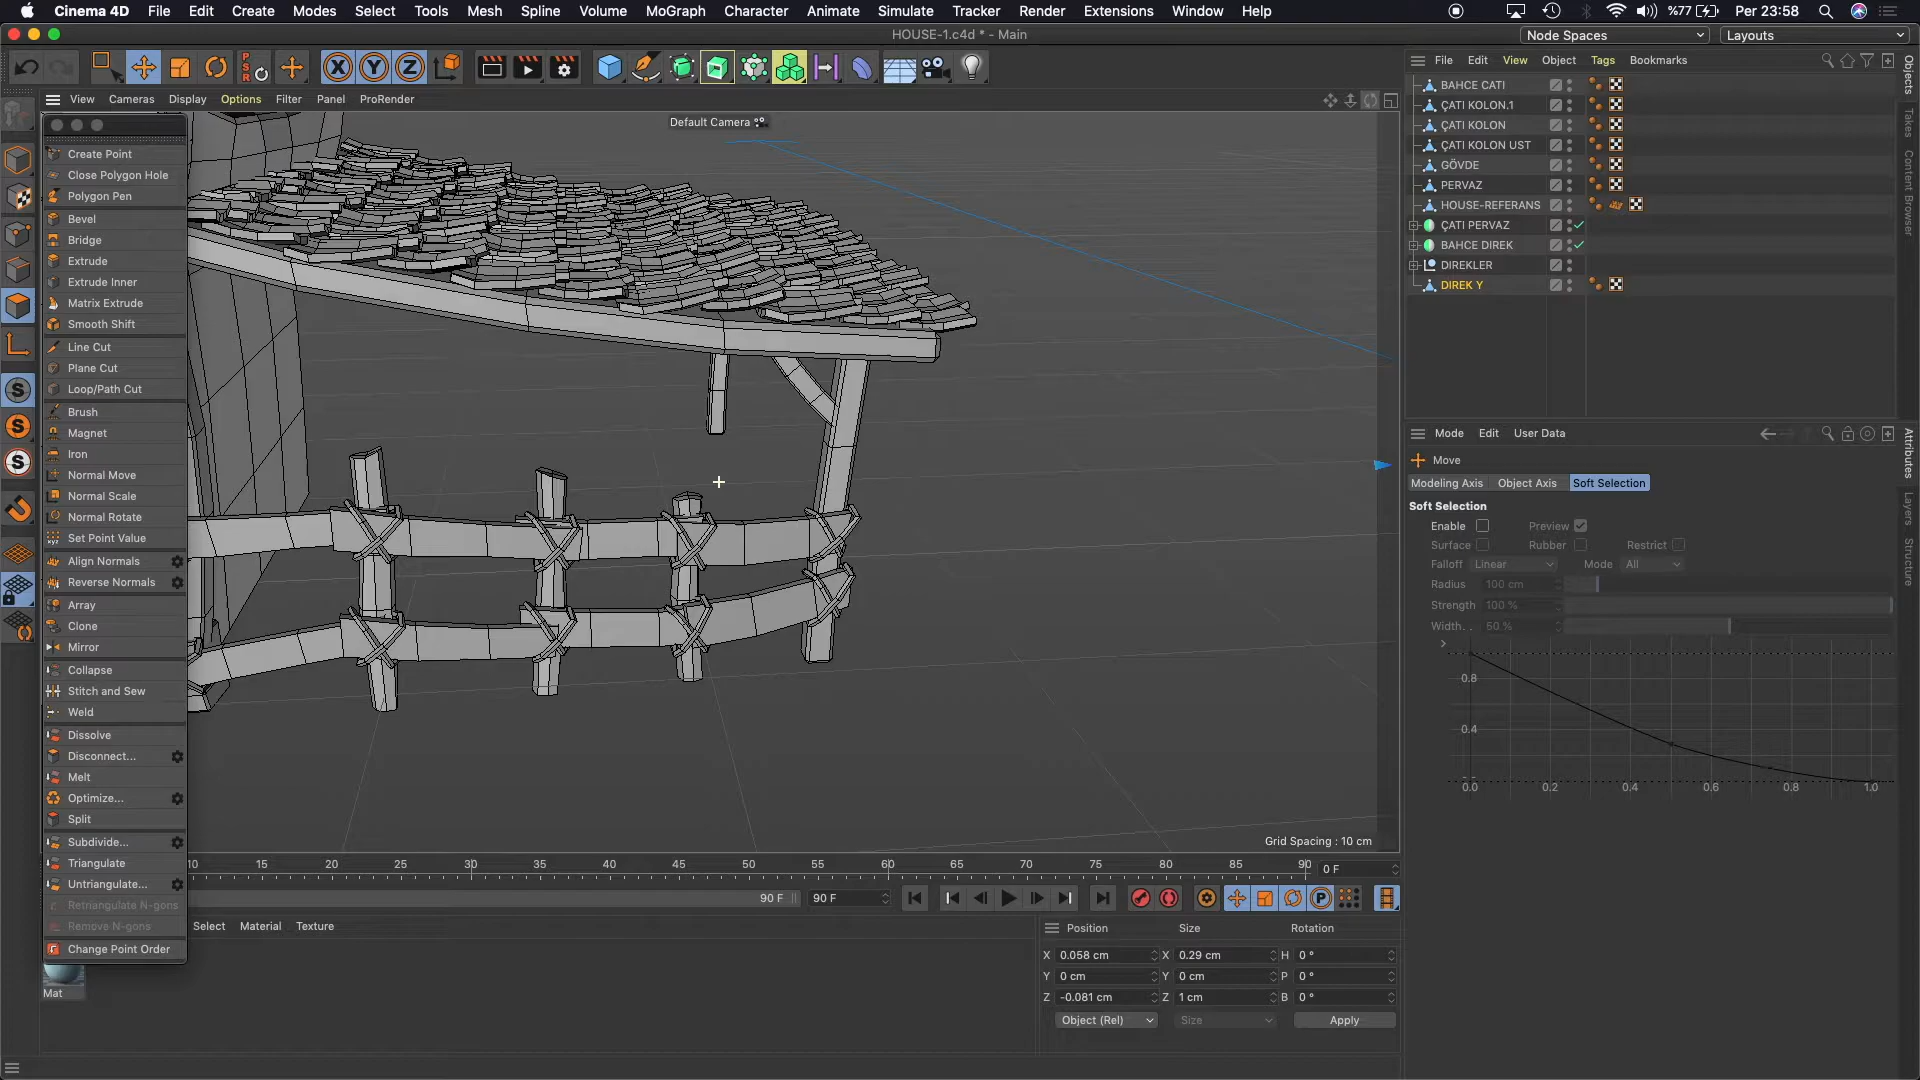 Cinema 4D File Edit Create Modes Select Tools Mesh Spline Volume MoGraph Character Animate Simulate Tracker Render Extensions Window Help %77 Per 23:58
HOUSE-1.c4d * - Main
Node Spaces Layouts
View Cameras Display Options Filter Panel ProRender
Default Camera
Create Point
Close Polygon Hole
Polygon Pen
Bevel
Bridge
Extrude
Extrude Inner
Matrix Extrude
Smooth Shift
Line Cut
Plane Cut
Loop/Path Cut
Brush
Magnet
Iron
Normal Move
Normal Scale
Normal Rotate
Set Point Value
Align Normals
Reverse Normals
Array
Clone
Mirror
Collapse
Stitch and Sew
Weld
Dissolve
Disconnect...
Melt
Optimize...
Split
Subdivide...
Triangulate
Untriangulate...
Retriangulate N-gons
Remove N-gons
Change Point Order
Mat
Grid Spacing : 10 cm
10 15 20 25 30 35 40 45 50 55 60 65 70 75 80 85 90 0 F
90 F 90 F
Select Material Texture
Position Size Rotation
X 0.058 cm X 0.29 cm H 0 °
Y 0 cm Y 0 cm P 0 °
Z -0.081 cm Z 1 cm B 0 °
Object (Rel) Size Apply
File Edit View Object Tags Bookmarks
BAHCE CATI
ÇATI KOLON.1
ÇATI KOLON
ÇATI KOLON UST
GÖVDE
PERVAZ
HOUSE-REFERANS
ÇATI PERVAZ
BAHCE DIREK
DIREKLER
DIREK Y
Mode Edit User Data
Move
Modeling Axis Object Axis Soft Selection
Soft Selection
Enable Preview
Surface Rubber Restrict
Falloff Linear Mode All
Radius 100 cm
Strength 100 %
Width. . 50 %
0.8
0.4
0.0 0.2 0.4 0.6 0.8 1.0
Objects
Takes
Content Browser
Attributes
Layers
Structure